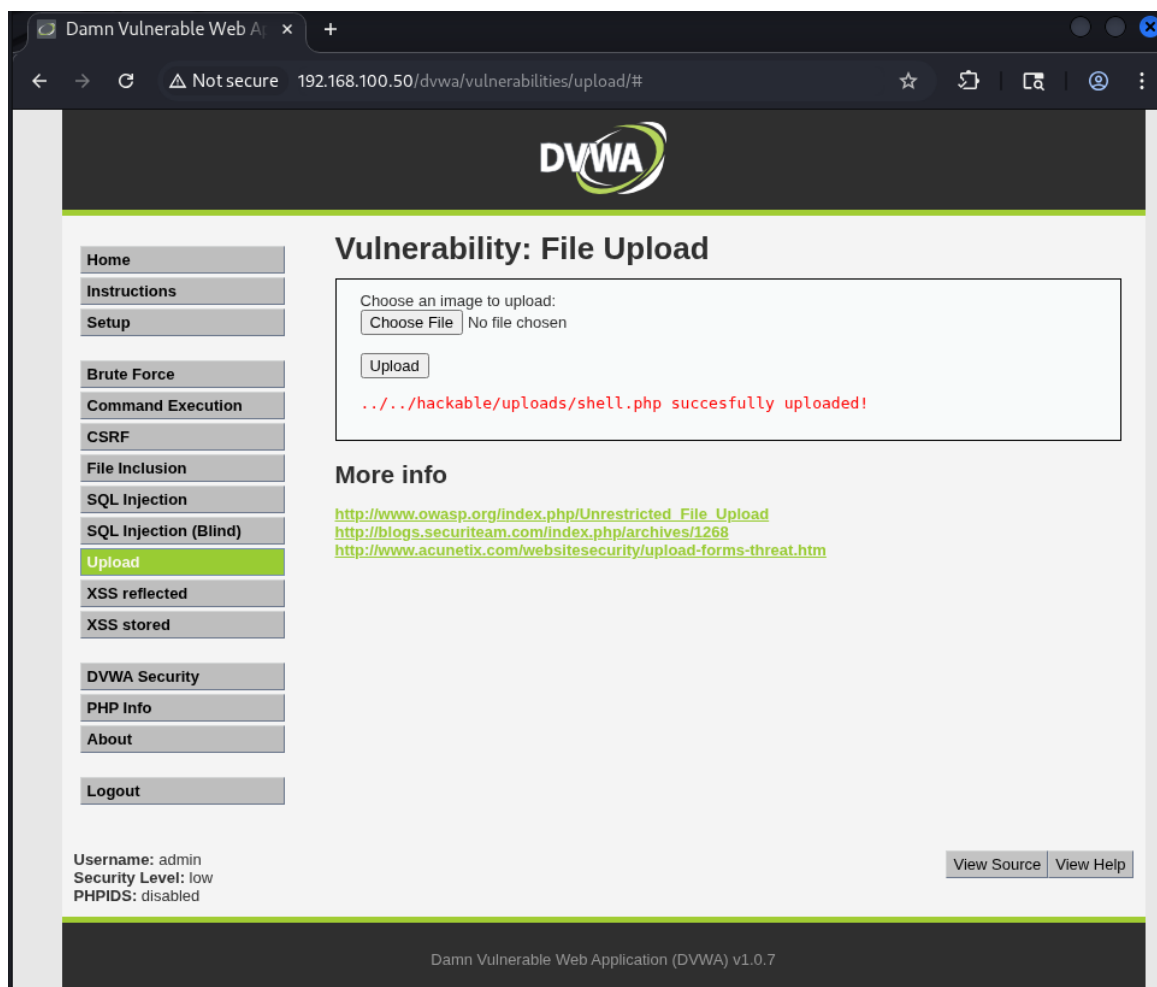 Damn Vulnerable Web Ap
Not secure 192.168.100.50/dvwa/vulnerabilities/upload/#
DVWA
Home
Instructions
Setup
Brute Force
Command Execution
CSRF
File Inclusion
SQL Injection
SQL Injection (Blind)
Upload
XSS reflected
XSS stored
DVWA Security
PHP Info
About
Logout
Vulnerability: File Upload
Choose an image to upload:
Choose File No file chosen
Upload
../../hackable/uploads/shell.php succesfully uploaded!
More info
http://www.owasp.org/index.php/Unrestricted_File_Upload
http://blogs.securiteam.com/index.php/archives/1268
http://www.acunetix.com/websitesecurity/upload-forms-threat.htm
Username: admin
Security Level: low
PHPIDS: disabled
View Source View Help
Damn Vulnerable Web Application (DVWA) v1.0.7